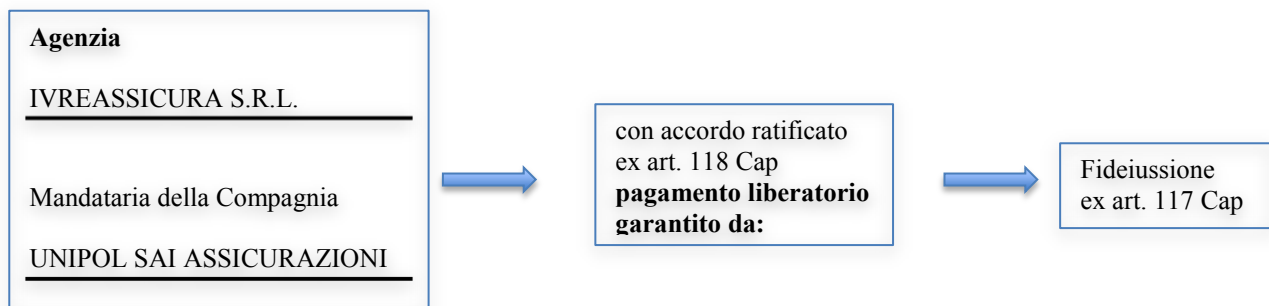 Agenzia
IVREASSICURA S.R.L.
Mandataria della Compagnia
UNIPOL SAI ASSICURAZIONI
con accordo ratificato
ex art. 118 Cap
pagamento liberatorio
garantito da:
Fideiussione
ex art. 117 Cap